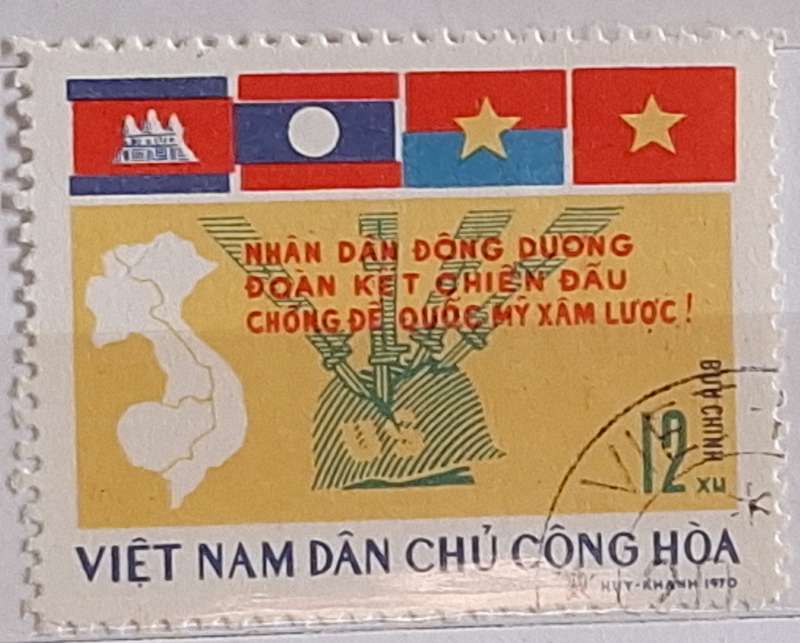 NHÂN DÂN ĐÔNG DƯƠNG
ĐOÀN KẾT CHIẾN ĐẤU
CHỐNG ĐẾ QUỐC MỸ XÂM LƯỢC!
BƯU CHÍNH
12 XU
VIỆT NAM DÂN CHỦ CỘNG HÒA
HUY-KHANH 1970